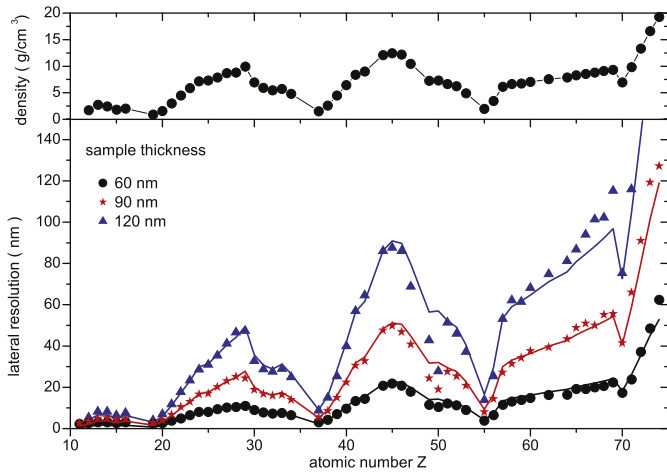 20
15
10
5
0
density ( g/cm³ )
140
120
100
80
60
40
20
0
lateral resolution ( nm )
sample thickness
60 nm
90 nm
120 nm
11 20 30 40 50 60 70
atomic number Z